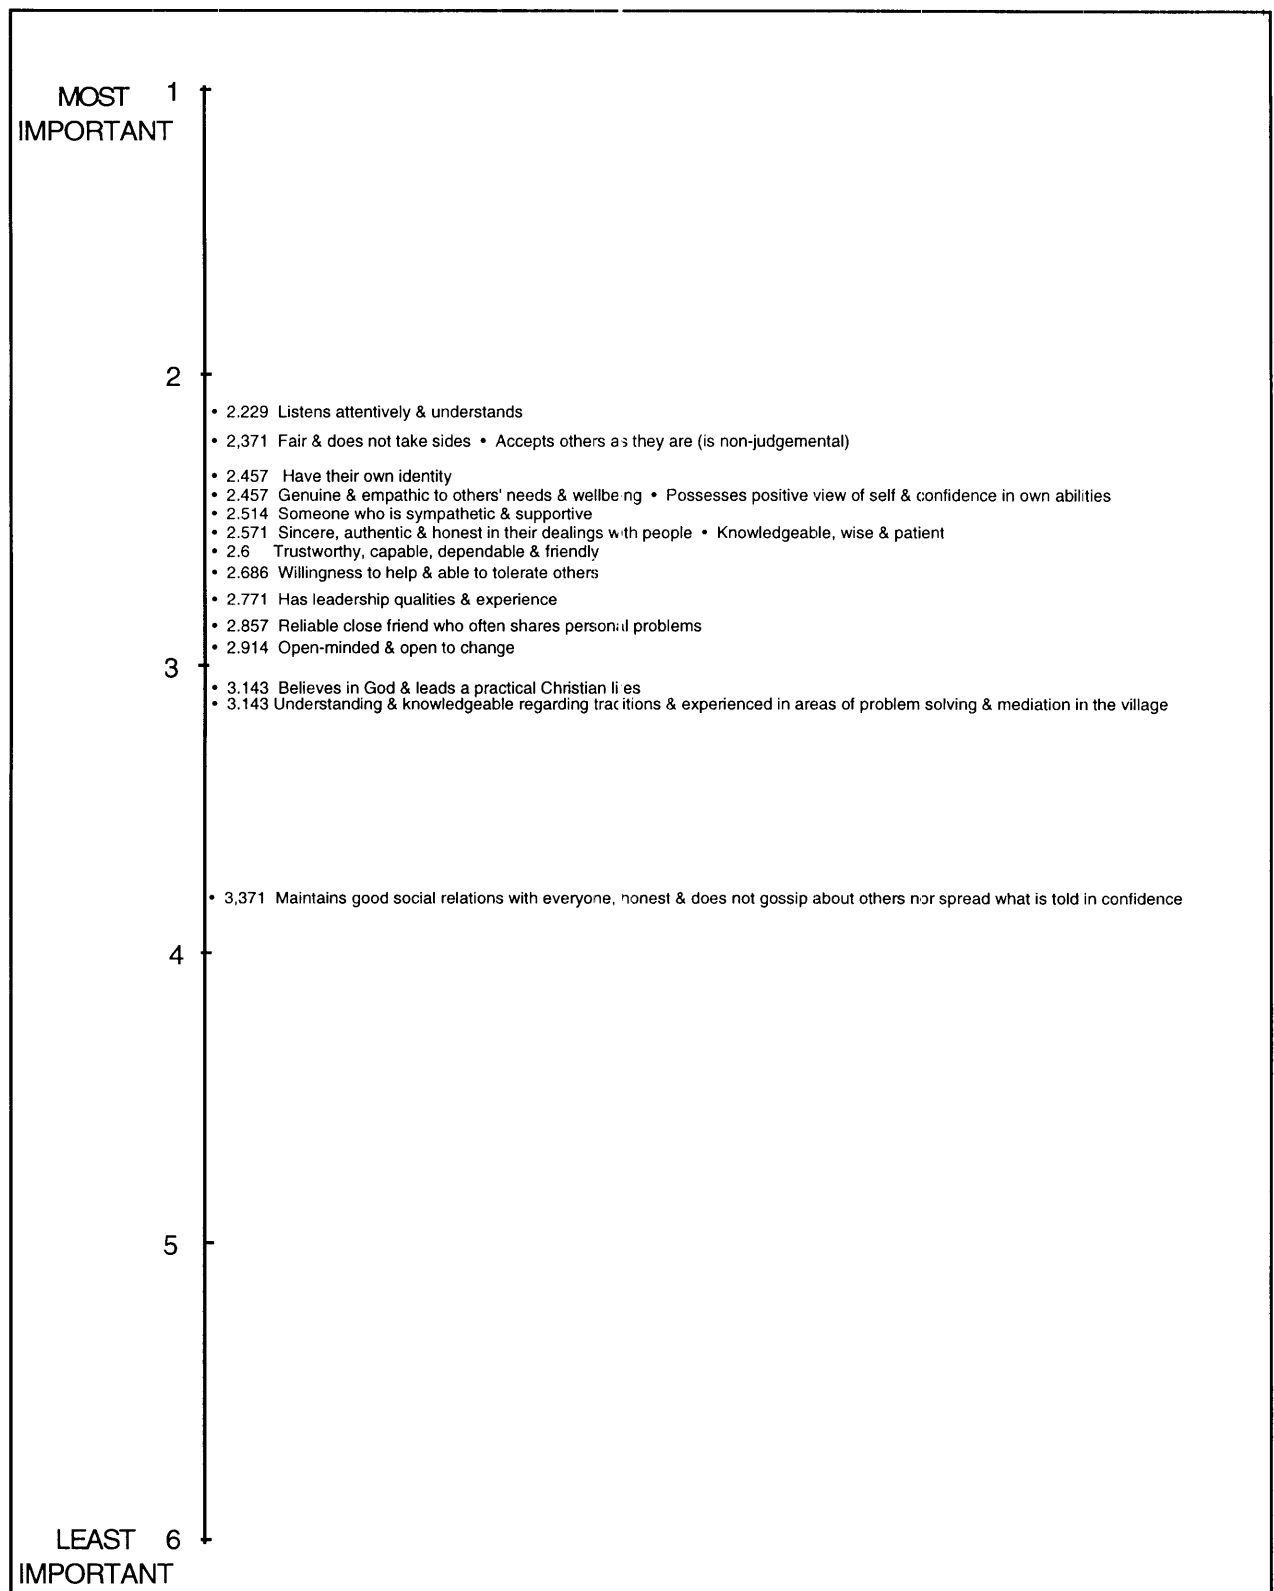 MOST 1
IMPORTANT
2
• 2.229 Listens attentively & understands
• 2,371 Fair & does not take sides • Accepts others as they are (is non-judgemental)
• 2.457 Have their own identity
• 2.457 Genuine & empathic to others' needs & wellbeing • Possesses positive view of self & confidence in own abilities
• 2.514 Someone who is sympathetic & supportive
• 2.571 Sincere, authentic & honest in their dealings with people • Knowledgeable, wise & patient
• 2.6 Trustworthy, capable, dependable & friendly
• 2.686 Willingness to help & able to tolerate others
• 2.771 Has leadership qualities & experience
• 2.857 Reliable close friend who often shares personal problems
• 2.914 Open-minded & open to change
3
• 3.143 Believes in God & leads a practical Christian lies
• 3.143 Understanding & knowledgeable regarding traditions & experienced in areas of problem solving & mediation in the village
• 3,371 Maintains good social relations with everyone, honest & does not gossip about others nor spread what is told in confidence
4
5
LEAST 6
IMPORTANT